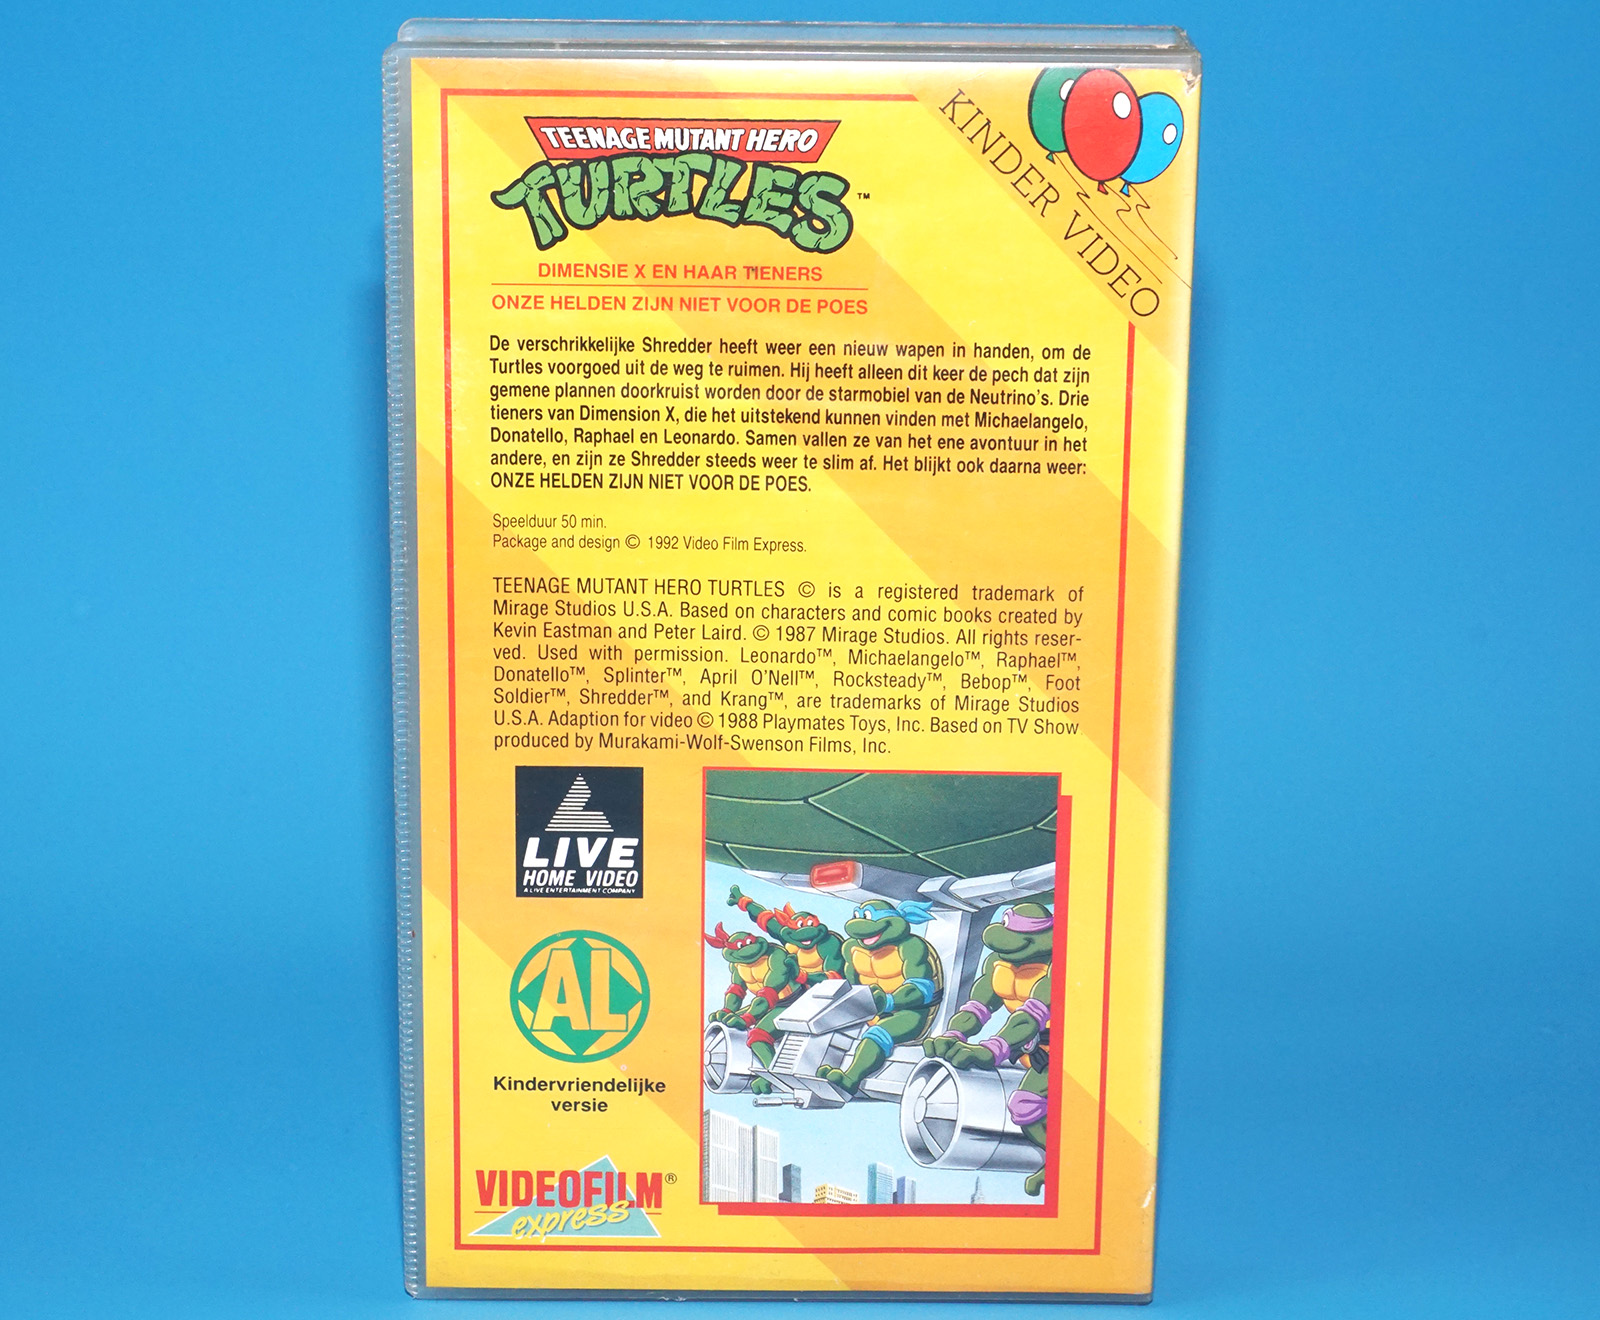 TEENAGE MUTANT HERO
TURTLES™
KINDER VIDEO
DIMENSIE X EN HAAR TIENERS
ONZE HELDEN ZIJN NIET VOOR DE POES
De verschrikkelijke Shredder heeft weer een nieuw wapen in handen, om de
Turtles voorgoed uit de weg te ruimen. Hij heeft alleen dit keer de pech dat zijn
gemene plannen doorkruist worden door de starmobiel van de Neutrino's. Drie
tieners van Dimension X, die het uitstekend kunnen vinden met Michaelangelo,
Donatello, Raphael en Leonardo. Samen vallen ze van het ene avontuur in het
andere, en zijn ze Shredder steeds weer te slim af. Het blijkt ook daarna weer:
ONZE HELDEN ZIJN NIET VOOR DE POES.
Speelduur 50 min.
Package and design © 1992 Video Film Express.
TEENAGE MUTANT HERO TURTLES © is a registered trademark of
Mirage Studios U.S.A. Based on characters and comic books created by
Kevin Eastman and Peter Laird. © 1987 Mirage Studios. All rights reser-
ved. Used with permission. Leonardo™, Michaelangelo™, Raphael™,
Donatello™, Splinter™, April O'Nell™, Rocksteady™, Bebop™, Foot
Soldier™, Shredder™, and Krang™, are trademarks of Mirage Studios
U.S.A. Adaption for video © 1988 Playmates Toys, Inc. Based on TV Show
produced by Murakami-Wolf-Swenson Films, Inc.
LIVE
HOME VIDEO
A LIVE ENTERTAINMENT COMPANY
AL
Kindervriendelijke
versie
VIDEOFILM®
express